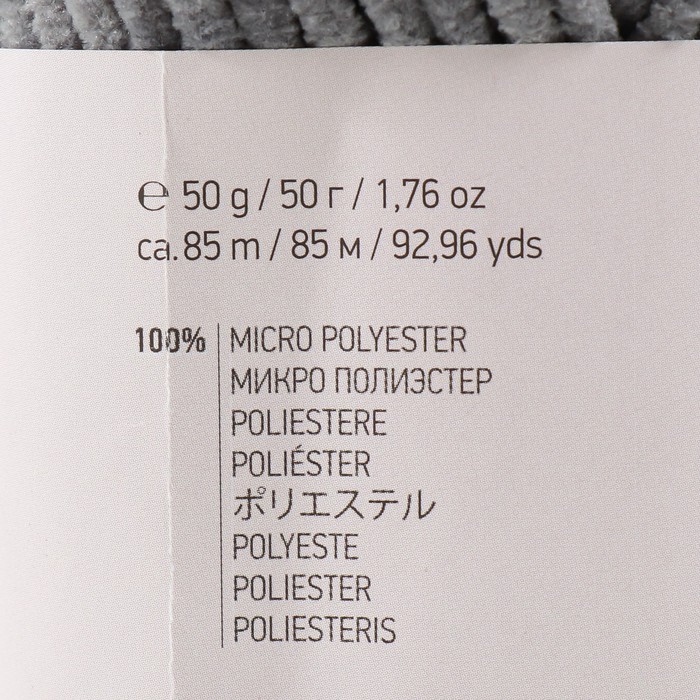 ℮ 50 g / 50 г / 1,76 oz
ca. 85 m / 85 м / 92,96 yds
100% MICRO POLYESTER
МИКРО ПОЛИЭСТЕР
POLIESTERE
POLIÉSTER
ポリエステル
POLYESTE
POLIESTER
POLIESTERIS